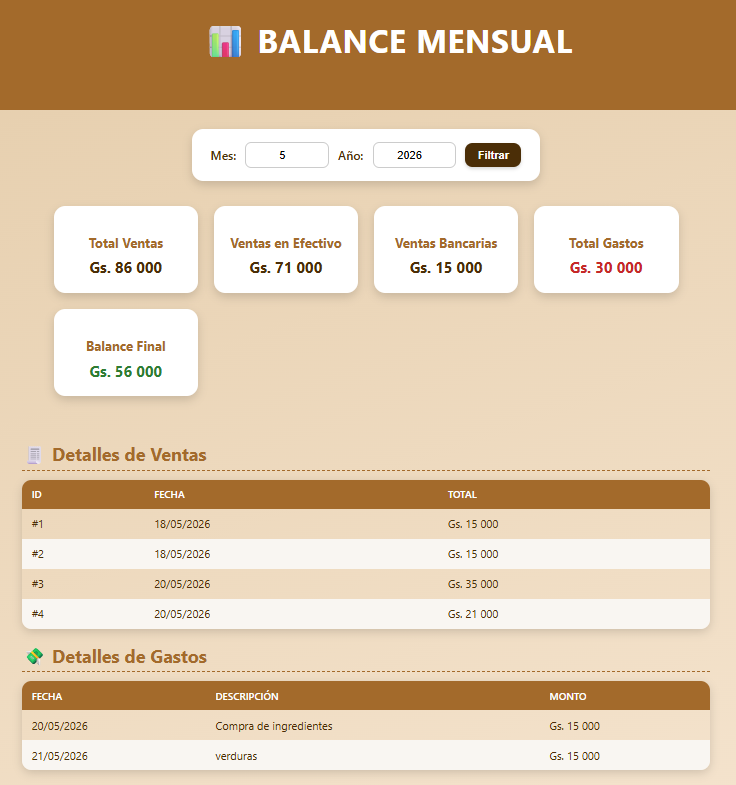 BALANCE MENSUAL
Mes: 5 Año: 2026 Filtrar
Total Ventas
Gs. 86 000
Ventas en Efectivo
Gs. 71 000
Ventas Bancarias
Gs. 15 000
Total Gastos
Gs. 30 000
Balance Final
Gs. 56 000
Detalles de Ventas
ID FECHA TOTAL
#1 18/05/2026 Gs. 15 000
#2 18/05/2026 Gs. 15 000
#3 20/05/2026 Gs. 35 000
#4 20/05/2026 Gs. 21 000
Detalles de Gastos
FECHA DESCRIPCIÓN MONTO
20/05/2026 Compra de ingredientes Gs. 15 000
21/05/2026 verduras Gs. 15 000